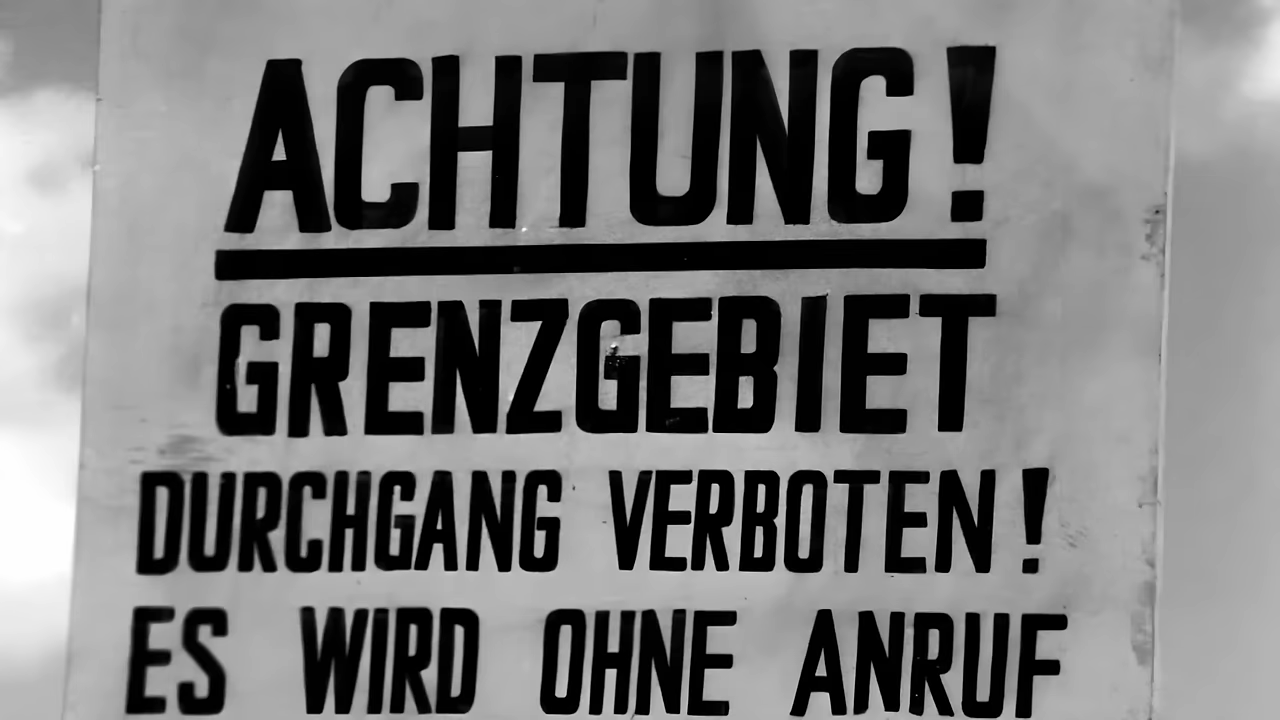 ACHTUNG!
GRENZGEBIET
DURCHGANG VERBOTEN!
ES WIRD OHNE ANRUF